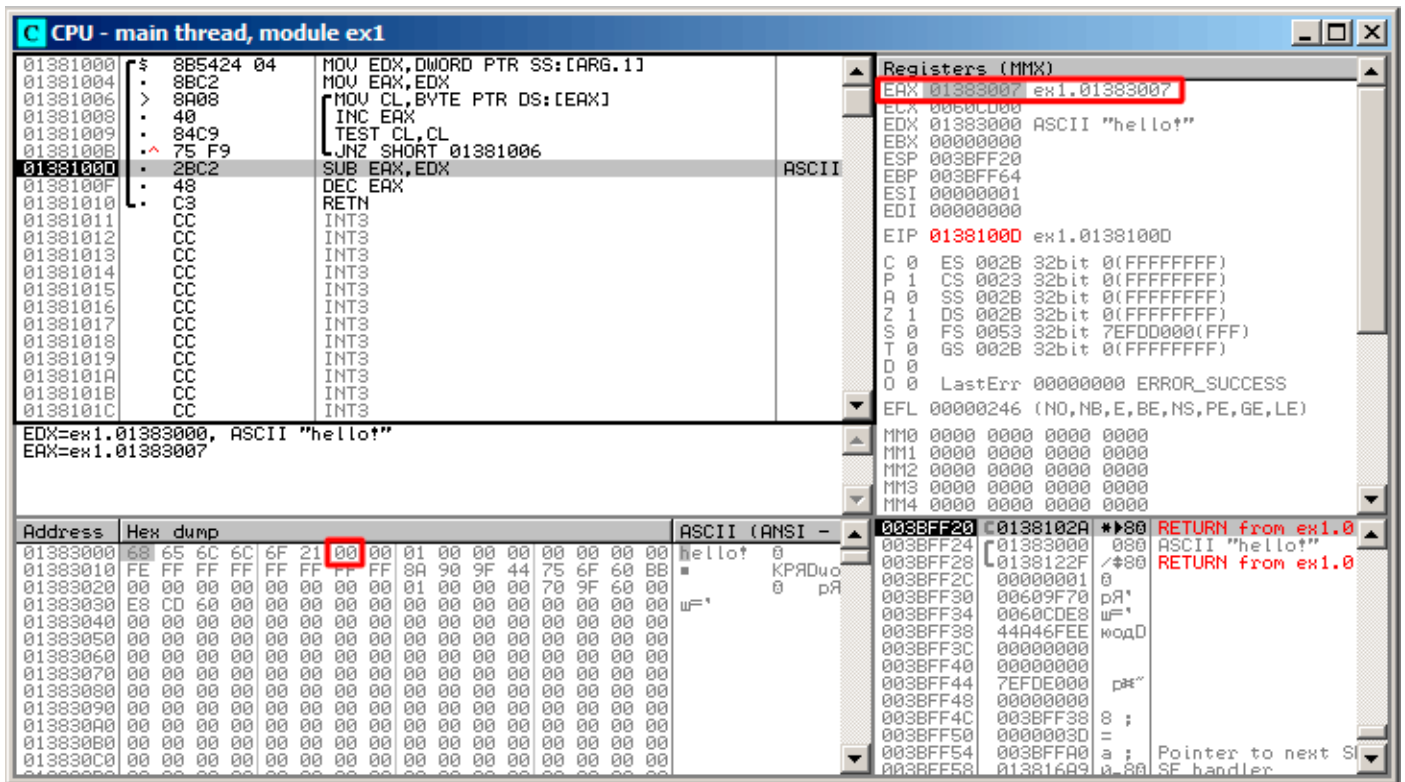 C CPU - main thread, module ex1
01381000 $ 8B5424 04 MOV EDX,DWORD PTR SS:[ARG.1]
01381004 · 8BC2 MOV EAX,EDX
01381006 > 8A08 MOV CL,BYTE PTR DS:[EAX]
01381008 · 40 INC EAX
01381009 · 84C9 TEST CL,CL
0138100B ·^ 75 F9 JNZ SHORT 01381006
0138100D · 2BC2 SUB EAX,EDX ASCII
0138100F · 48 DEC EAX
01381010 · C3 RETN
01381011 CC INT3
01381012 CC INT3
01381013 CC INT3
01381014 CC INT3
01381015 CC INT3
01381016 CC INT3
01381017 CC INT3
01381018 CC INT3
01381019 CC INT3
0138101A CC INT3
0138101B CC INT3
0138101C CC INT3
EDX=ex1.01383000, ASCII "hello!"
EAX=ex1.01383007
Registers (MMX)
EAX 01383007 ex1.01383007
ECX 0060CD00
EDX 01383000 ASCII "hello!"
EBX 00000000
ESP 003BFF20
EBP 003BFF64
ESI 00000001
EDI 00000000
EIP 0138100D ex1.0138100D
C 0 ES 002B 32bit 0(FFFFFFFF)
P 1 CS 0023 32bit 0(FFFFFFFF)
A 0 SS 002B 32bit 0(FFFFFFFF)
Z 1 DS 002B 32bit 0(FFFFFFFF)
S 0 FS 0053 32bit 7EFDD000(FFF)
T 0 GS 002B 32bit 0(FFFFFFFF)
D 0
O 0 LastErr 00000000 ERROR_SUCCESS
EFL 00000246 (NO,NB,E,BE,NS,PE,GE,LE)
MM0 0000 0000 0000 0000
MM1 0000 0000 0000 0000
MM2 0000 0000 0000 0000
MM3 0000 0000 0000 0000
MM4 0000 0000 0000 0000
Address Hex dump ASCII (ANSI -
01383000 68 65 6C 6C 6F 21 00 00 01 00 00 00 00 00 00 00 hello! ☺
01383010 FE FF FF FF FF FF FF FF 8A 90 9F 44 75 6F 60 BB ■ КРЯDuo
01383020 00 00 00 00 00 00 00 00 01 00 00 00 70 9F 60 00 ☺ pЯ
01383030 E8 CD 60 00 00 00 00 00 00 00 00 00 00 00 00 00 ш=`
01383040 00 00 00 00 00 00 00 00 00 00 00 00 00 00 00 00
01383050 00 00 00 00 00 00 00 00 00 00 00 00 00 00 00 00
01383060 00 00 00 00 00 00 00 00 00 00 00 00 00 00 00 00
01383070 00 00 00 00 00 00 00 00 00 00 00 00 00 00 00 00
01383080 00 00 00 00 00 00 00 00 00 00 00 00 00 00 00 00
01383090 00 00 00 00 00 00 00 00 00 00 00 00 00 00 00 00
013830A0 00 00 00 00 00 00 00 00 00 00 00 00 00 00 00 00
013830B0 00 00 00 00 00 00 00 00 00 00 00 00 00 00 00 00
013830C0 00 00 00 00 00 00 00 00 00 00 00 00 00 00 00 00
003BFF20 0138102A *►80 RETURN from ex1.0
003BFF24 01383000 080 ASCII "hello!"
003BFF28 0138122F /‡80 RETURN from ex1.0
003BFF2C 00000001 ☺
003BFF30 00609F70 pЯ`
003BFF34 0060CDE8 ш=`
003BFF38 44A46FEE юодD
003BFF3C 00000000
003BFF40 00000000
003BFF44 7EFDE000 р¤~
003BFF48 00000000
003BFF4C 003BFF38 8 ;
003BFF50 0000003D =
003BFF54 003BFFA0 а ; Pointer to next S
003BFF58 013816A9 SE handler